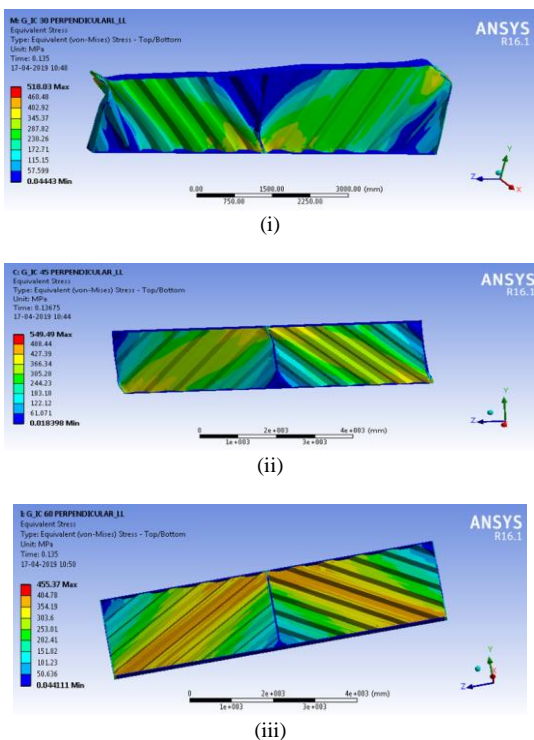 M: G_IC 30 PERPENDICULARL_LL
Equivalent Stress
Type: Equivalent (von-Mises) Stress - Top/Bottom
Unit: MPa
Time: 0.135
17-04-2019 10:48
518.03 Max
460.48
402.92
345.37
287.82
230.26
172.71
115.15
57.599
0.04443 Min
ANSYS
R16.1
0.00 1500.00 3000.00 (mm)
750.00 2250.00
Y
Z
X
(i)
C: G_IC 45 PERPENDICULAR_LL
Equivalent Stress
Type: Equivalent (von-Mises) Stress - Top/Bottom
Unit: MPa
Time: 0.13675
17-04-2019 10:44
549.49 Max
488.44
427.39
366.34
305.28
244.23
183.18
122.12
61.071
0.018398 Min
ANSYS
R16.1
0 2e+003 4e+003 (mm)
1e+003 3e+003
Y
Z
(ii)
I: G_IC 60 PERPENDICULAR_LL
Equivalent Stress
Type: Equivalent (von-Mises) Stress - Top/Bottom
Unit: MPa
Time: 0.135
17-04-2019 10:50
455.37 Max
404.78
354.19
303.6
253.01
202.41
151.82
101.23
50.636
0.044111 Min
ANSYS
R16.1
0 2e+003 4e+003 (mm)
1e+003 3e+003
Y
Z
(iii)